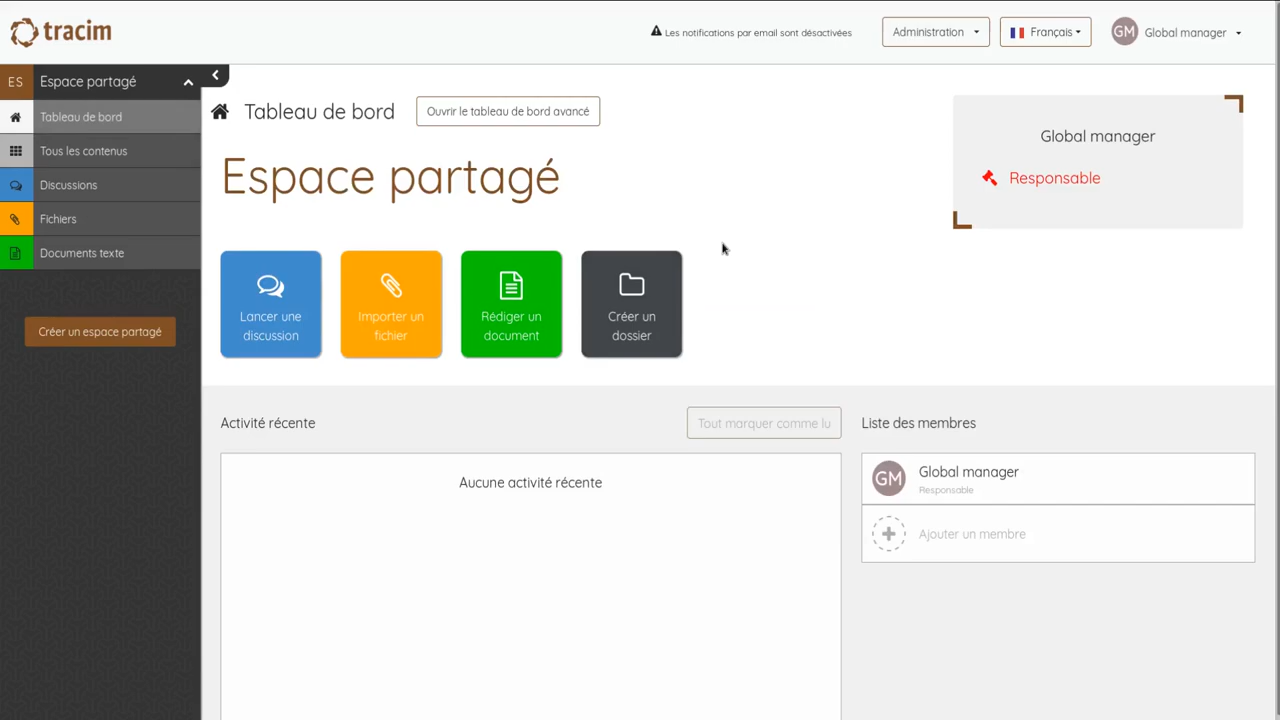 tracim
Les notifications par email sont désactivées
Administration
Français
GM
Global manager
ES
Espace partagé
Tableau de bord
Tous les contenus
Discussions
Fichiers
Documents texte
Créer un espace partagé
Tableau de bord
Ouvrir le tableau de bord avancé
Espace partagé
Global manager
Responsable
Lancer une
discussion
Importer un
fichier
Rédiger un
document
Créer un
dossier
Activité récente
Tout marquer comme lu
Aucune activité récente
Liste des membres
GM
Global manager
Responsable
Ajouter un membre